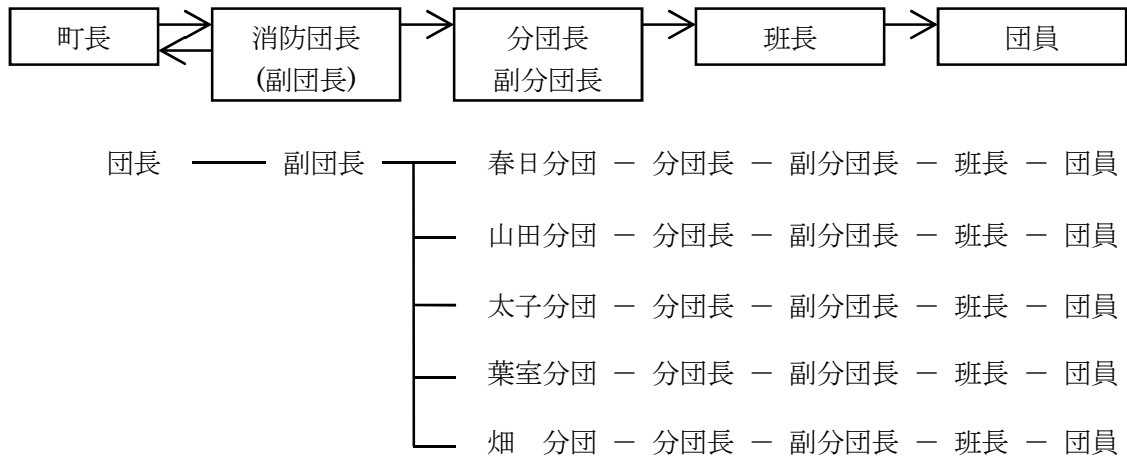 町長 消防団長 分団長 班長 団員
(副団長) 副分団長
団長 副団長 春日分団 － 分団長 － 副分団長 － 班長 － 団員
山田分団 － 分団長 － 副分団長 － 班長 － 団員
太子分団 － 分団長 － 副分団長 － 班長 － 団員
葉室分団 － 分団長 － 副分団長 － 班長 － 団員
畑　分団 － 分団長 － 副分団長 － 班長 － 団員